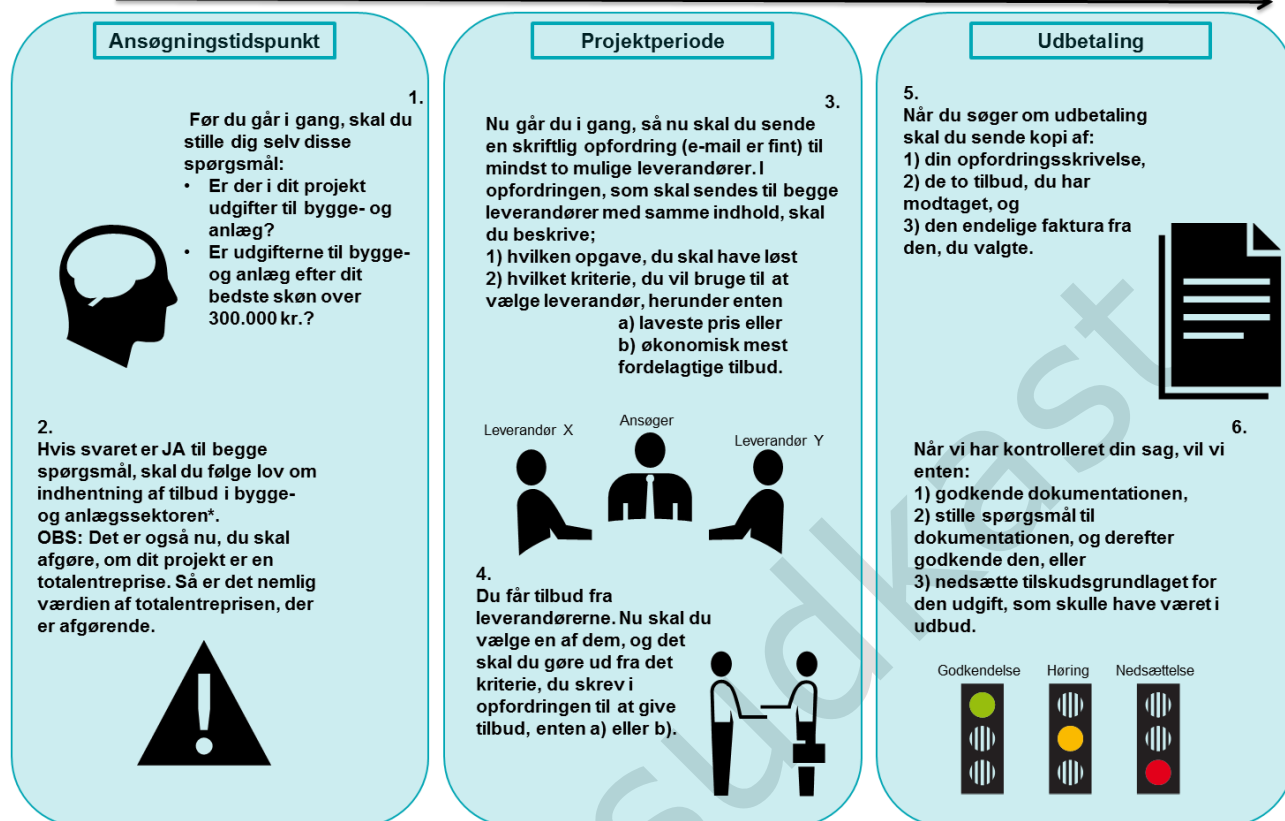 Ansøgningstidspunkt
1.
Før du går i gang, skal du
stille dig selv disse
spørgsmål:
• Er der i dit projekt
udgifter til bygge- og
anlæg?
• Er udgifterne til bygge-
og anlæg efter dit
bedste skøn over
300.000 kr.?
2.
Hvis svaret er JA til begge
spørgsmål, skal du følge lov om
indhentning af tilbud i bygge-
og anlægssektoren*.
OBS: Det er også nu, du skal
afgøre, om dit projekt er en
totalentreprise. Så er det nemlig
værdien af totalentreprisen, der
er afgørende.
Projektperiode
3.
Nu går du i gang, så nu skal du sende
en skriftlig opfordring (e-mail er fint) til
mindst to mulige leverandører. I
opfordringen, som skal sendes til begge
leverandører med samme indhold, skal
du beskrive;
1) hvilken opgave, du skal have løst
2) hvilket kriterie, du vil bruge til at
vælge leverandør, herunder enten
a) laveste pris eller
b) økonomisk mest
fordelagtige tilbud.
Leverandør X
Ansøger
Leverandør Y
4.
Du får tilbud fra
leverandørerne. Nu skal du
vælge en af dem, og det
skal du gøre ud fra det
kriterie, du skrev i
opfordringen til at give
tilbud, enten a) eller b).
Udbetaling
5.
Når du søger om udbetaling
skal du sende kopi af:
1) din opfordringsskrivelse,
2) de to tilbud, du har
modtaget, og
3) den endelige faktura fra
den, du valgte.
6.
Når vi har kontrolleret din sag, vil vi
enten:
1) godkende dokumentationen,
2) stille spørgsmål til
dokumentationen, og derefter
godkende den, eller
3) nedsætte tilskudsgrundlaget for
den udgift, som skulle have været i
udbud.
Godkendelse
Høring
Nedsættelse
sudkast